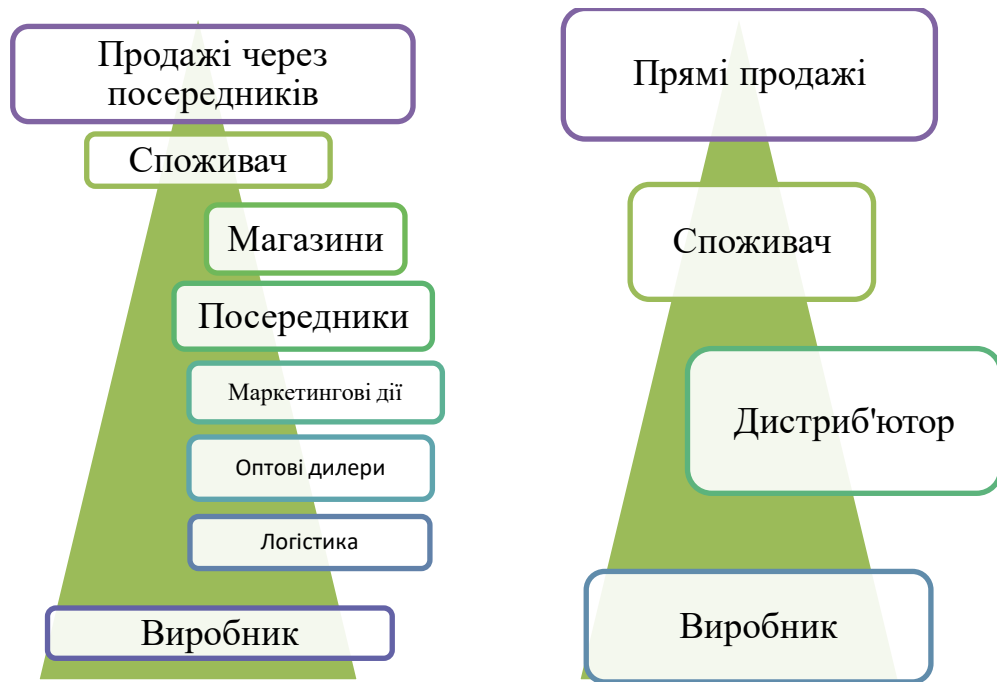 Продажі через
посередників
Споживач
Магазини
Посередники
Маркетингові дії
Оптові дилери
Логістика
Виробник
Прямі продажі
Споживач
Дистриб'ютор
Виробник